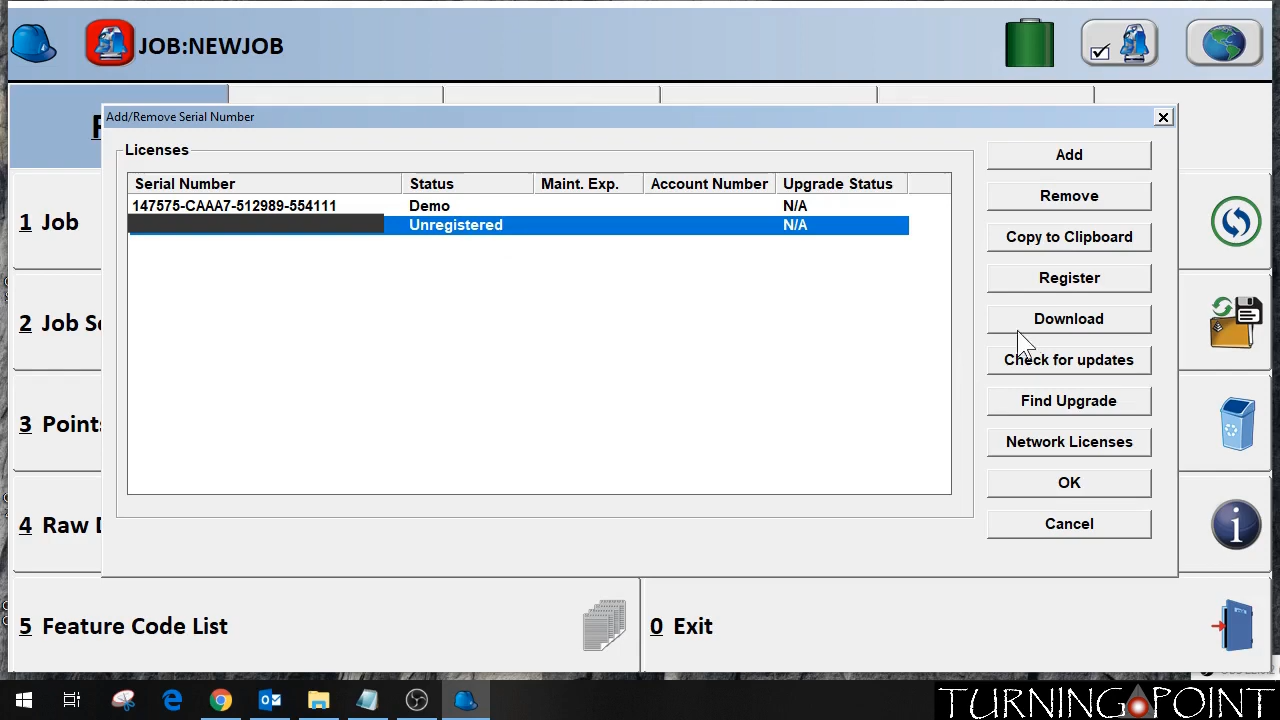 JOB:NEWJOB
Add/Remove Serial Number
Licenses
Serial Number Status Maint. Exp. Account Number Upgrade Status
147575-CAAA7-512989-554111 Demo N/A
Unregistered N/A
Add
Remove
Copy to Clipboard
Register
Download
Check for updates
Find Upgrade
Network Licenses
OK
Cancel
1 Job
2 Job Se
3 Points
4 Raw D
5 Feature Code List
0 Exit
TURNING POINT